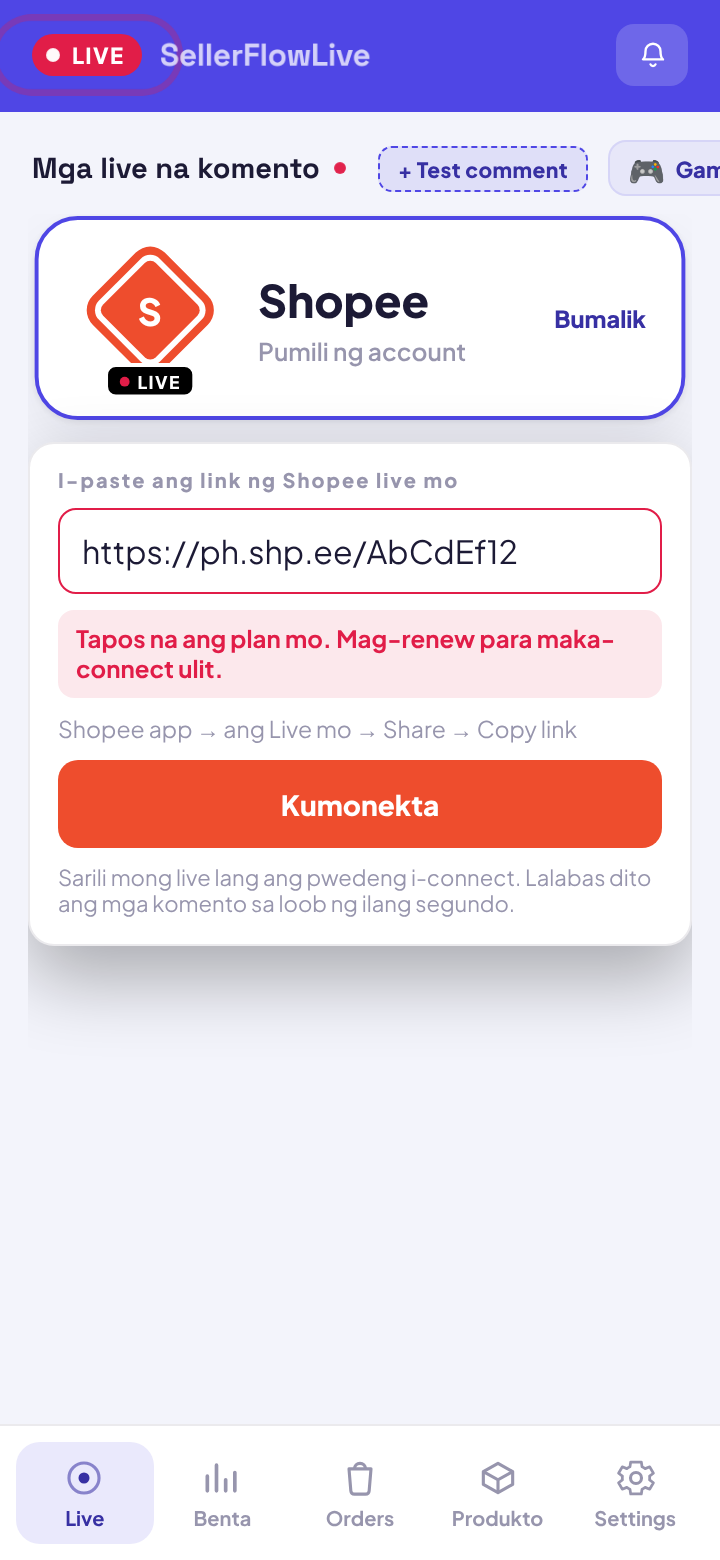 LIVE SellerFlowLive
Mga live na komento + Test comment 🎮 Gam
S
LIVE
Shopee
Pumili ng account
Bumalik
I-paste ang link ng Shopee live mo
https://ph.shp.ee/AbCdEf12
Tapos na ang plan mo. Mag-renew para maka-
connect ulit.
Shopee app → ang Live mo → Share → Copy link
Kumonekta
Sarili mong live lang ang pwedeng i-connect. Lalabas dito
ang mga komento sa loob ng ilang segundo.
Live Benta Orders Produkto Settings